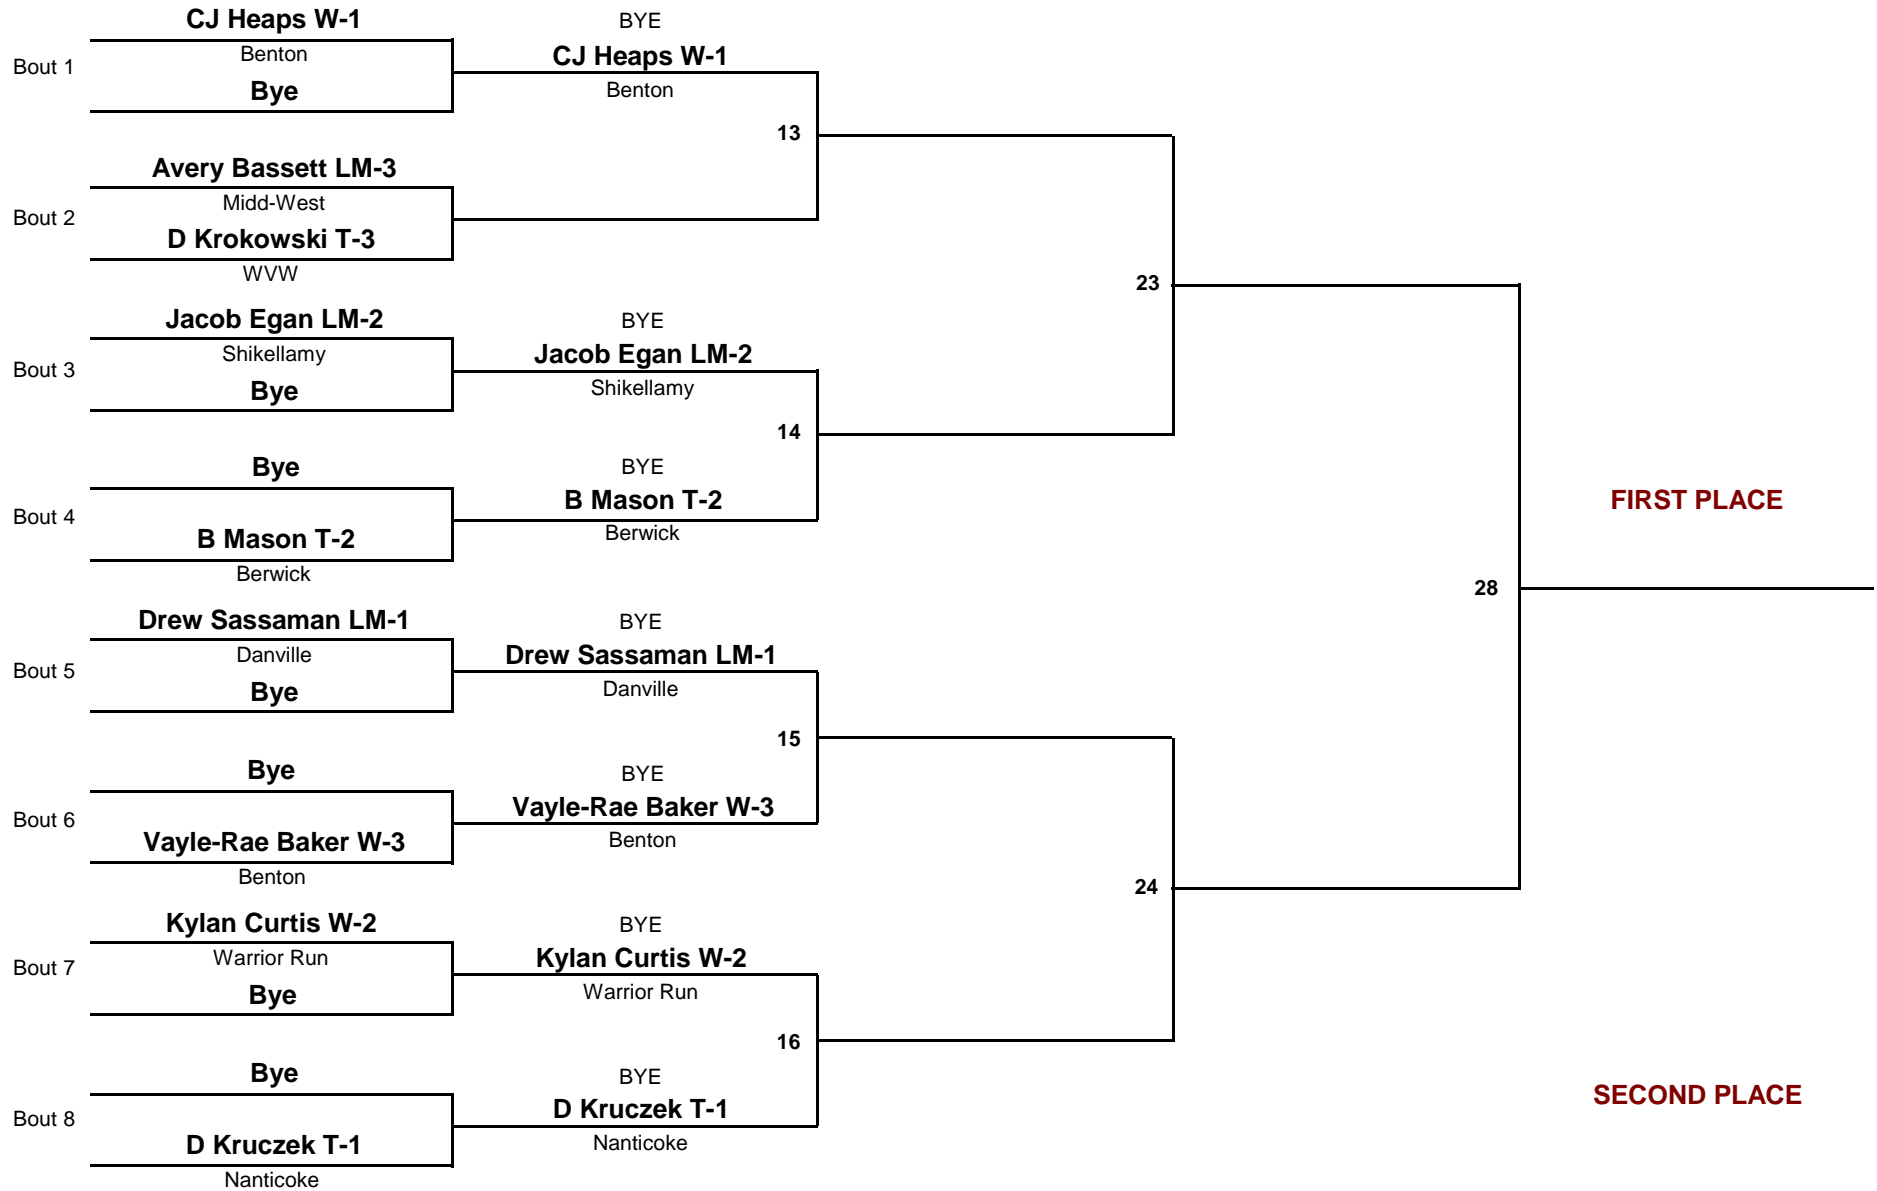 CJ Heaps W-1
Benton
Bout 1
Bye
BYE
CJ Heaps W-1
Benton
13
Avery Bassett LM-3
Midd-West
Bout 2
D Krokowski T-3
WVW
23
Jacob Egan LM-2
Shikellamy
Bout 3
Bye
BYE
Jacob Egan LM-2
Shikellamy
14
Bye
Bout 4
B Mason T-2
Berwick
BYE
B Mason T-2
Berwick
FIRST PLACE
28
Drew Sassaman LM-1
Danville
Bout 5
Bye
BYE
Drew Sassaman LM-1
Danville
15
Bye
Bout 6
Vayle-Rae Baker W-3
Benton
BYE
Vayle-Rae Baker W-3
Benton
24
Kylan Curtis W-2
Warrior Run
Bout 7
Bye
BYE
Kylan Curtis W-2
Warrior Run
16
Bye
Bout 8
D Kruczek T-1
Nanticoke
BYE
D Kruczek T-1
Nanticoke
SECOND PLACE